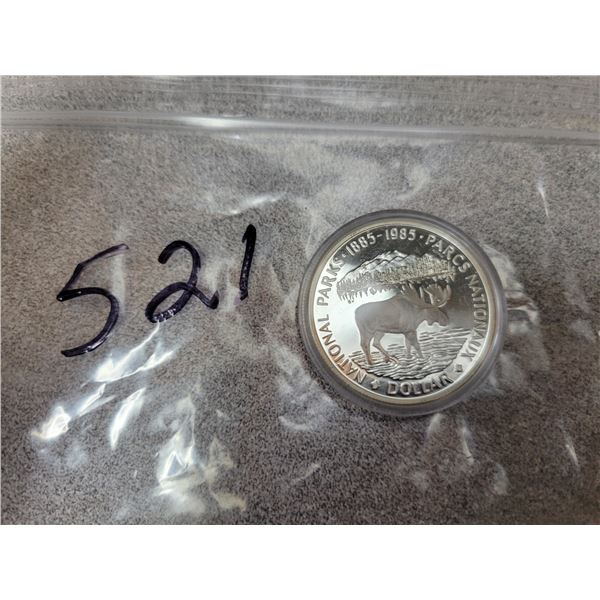 521
NATIONAL PARKS · 1885-1985 · PARCS NATIONAUX
DOLLAR